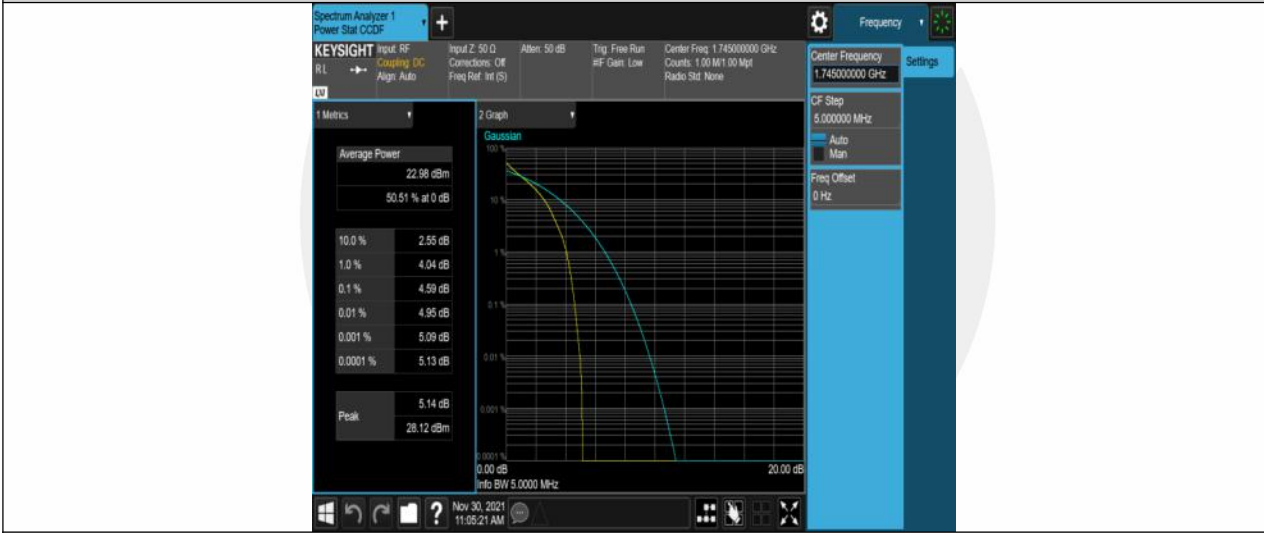 Spectrum Analyzer 1
Power Stat CCDF
+
Frequency
KEYSIGHT
R L
LV
Input: RF
Coupling: DC
Align: Auto
Input Z: 50 Ω
Corrections: Off
Freq Ref: Int (S)
Atten: 50 dB
Trig: Free Run
#IF Gain: Low
Center Freq: 1.745000000 GHz
Counts: 1.00 M/1.00 Mpt
Radio Std: None
Center Frequency
1.745000000 GHz
Settings
CF Step
5.000000 MHz
Auto
Man
Freq Offset
0 Hz
1 Metrics
Average Power
22.98 dBm
50.51 % at 0 dB
10.0 % 2.55 dB
1.0 % 4.04 dB
0.1 % 4.59 dB
0.01 % 4.95 dB
0.001 % 5.09 dB
0.0001 % 5.13 dB
Peak
5.14 dB
28.12 dBm
2 Graph
Gaussian
100 %
10 %
1 %
0.1 %
0.01 %
0.001 %
0.0001 %
0.00 dB 20.00 dB
Info BW 5.0000 MHz
?
Nov 30, 2021
11:05:21 AM